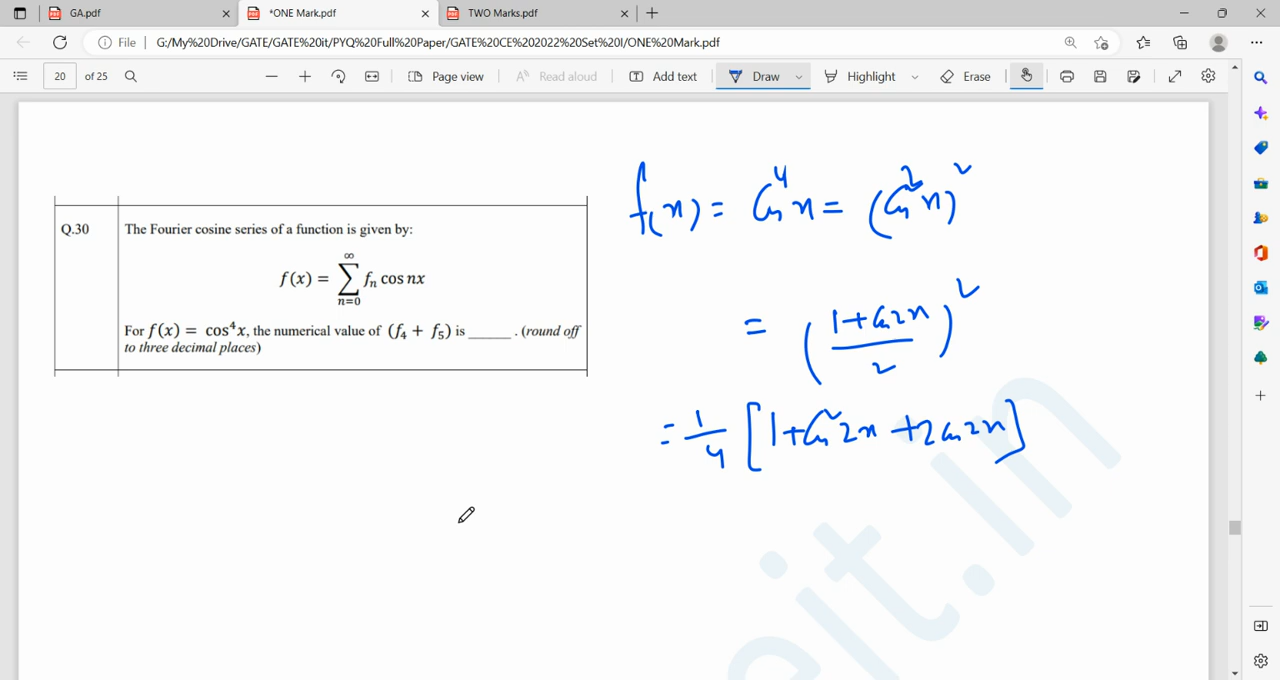 GA.pdf
*ONE Mark.pdf
TWO Marks.pdf
File G:/My%20Drive/GATE/GATE%20it/PYQ%20Full%20Paper/GATE%20CE%202022%20Set%20I/ONE%20Mark.pdf
20 of 25
Page view
Read aloud
Add text
Draw
Highlight
Erase
Q.30 The Fourier cosine series of a function is given by:
f(x) = ∑_{n=0}^{∞} fₙ cos nx
For f(x) = cos⁴x, the numerical value of (f₄ + f₅) is ______ . (round off
to three decimal places)
f(x) = cos⁴x = (cos²x)²
= ((1+cos2x)/2)²
= 1/4 [1+cos²2x+2cos2x]
eit.in